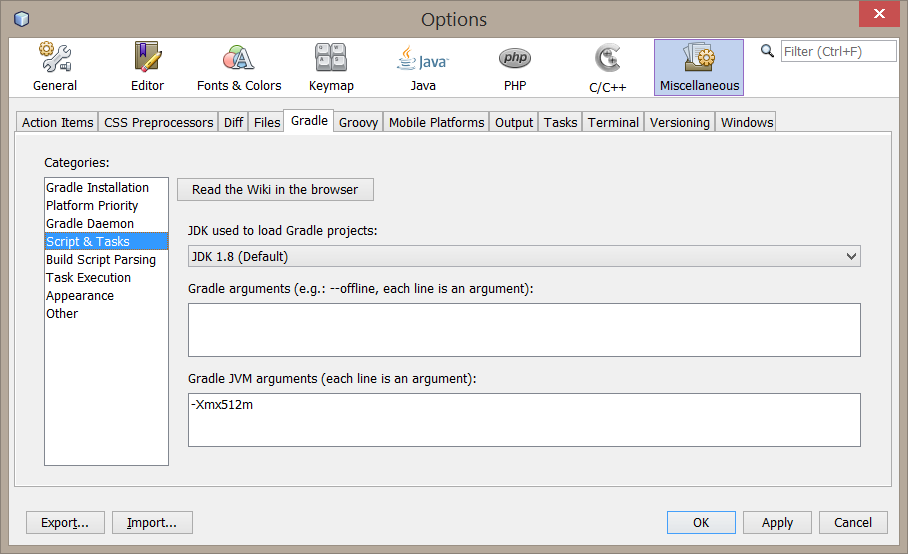 Options
General
Editor
Fonts & Colors
Keymap
Java
Java
php
PHP
C/C++
Miscellaneous
Filter (Ctrl+F)
Action Items
CSS Preprocessors
Diff
Files
Gradle
Groovy
Mobile Platforms
Output
Tasks
Terminal
Versioning
Windows
Categories:
Gradle Installation
Platform Priority
Gradle Daemon
Script & Tasks
Build Script Parsing
Task Execution
Appearance
Other
Read the Wiki in the browser
JDK used to load Gradle projects:
JDK 1.8 (Default)
Gradle arguments (e.g.: --offline, each line is an argument):
Gradle JVM arguments (each line is an argument):
-Xmx512m
Export...
Import...
OK
Apply
Cancel